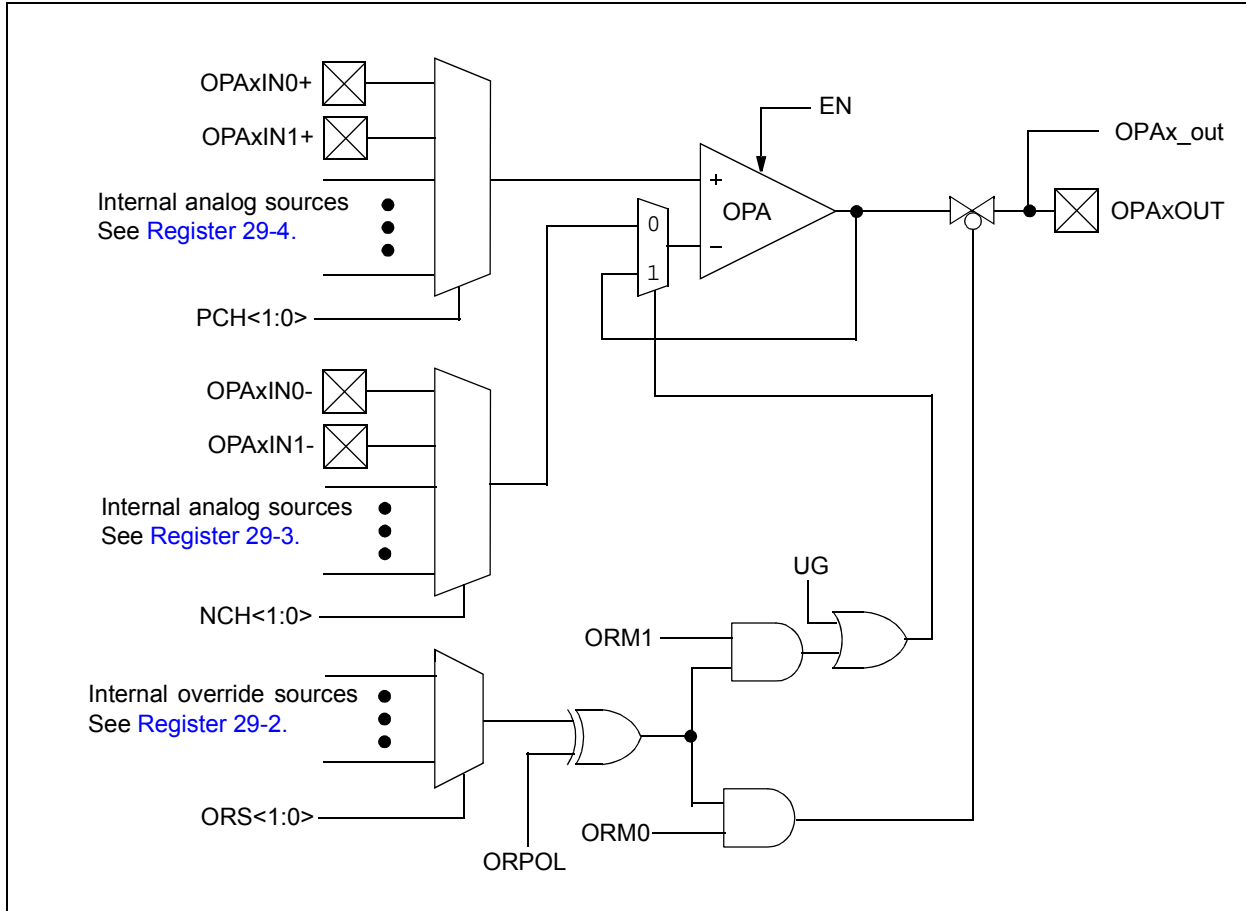 OPAxIN0+
OPAxIN1+
Internal analog sources
See Register 29-4.
PCH<1:0>
EN
+
OPA
−
0
1
OPAx_out
OPAxOUT
OPAxIN0-
OPAxIN1-
Internal analog sources
See Register 29-3.
NCH<1:0>
UG
ORM1
Internal override sources
See Register 29-2.
ORS<1:0>
ORPOL
ORM0